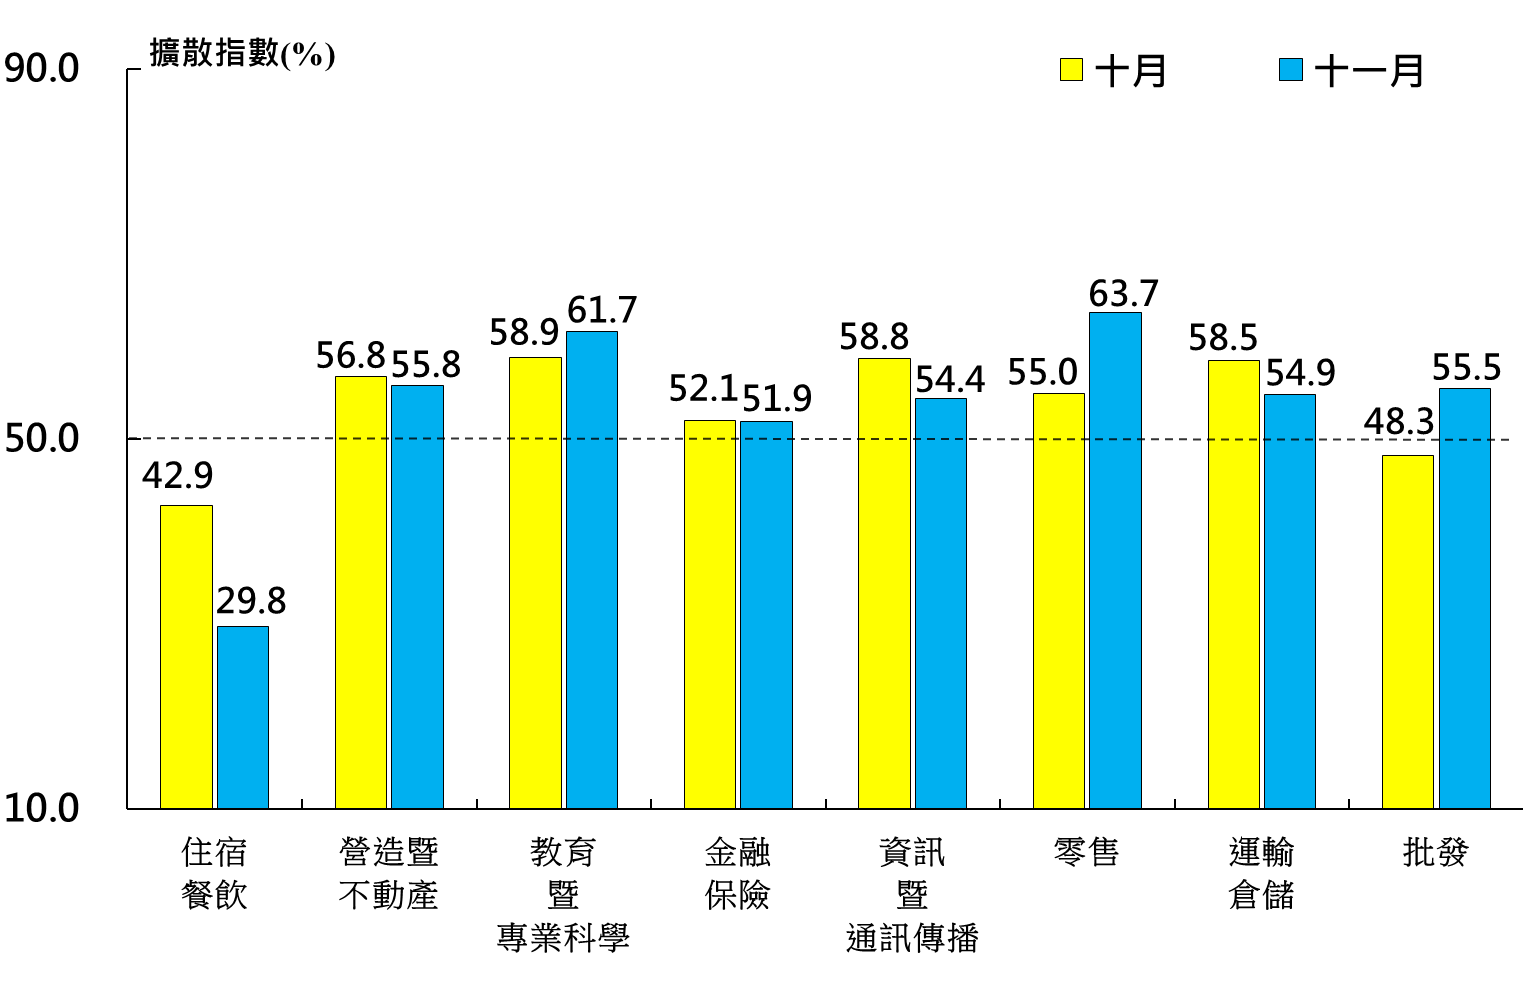 擴散指數(%)
十月
十一月
90.0
50.0
10.0
42.9
29.8
56.8
55.8
58.9
61.7
52.1
51.9
58.8
54.4
55.0
63.7
58.5
54.9
48.3
55.5
住宿
餐飲
營造暨
不動產
教育
暨
專業科學
金融
保險
資訊
暨
通訊傳播
零售
運輸
倉儲
批發